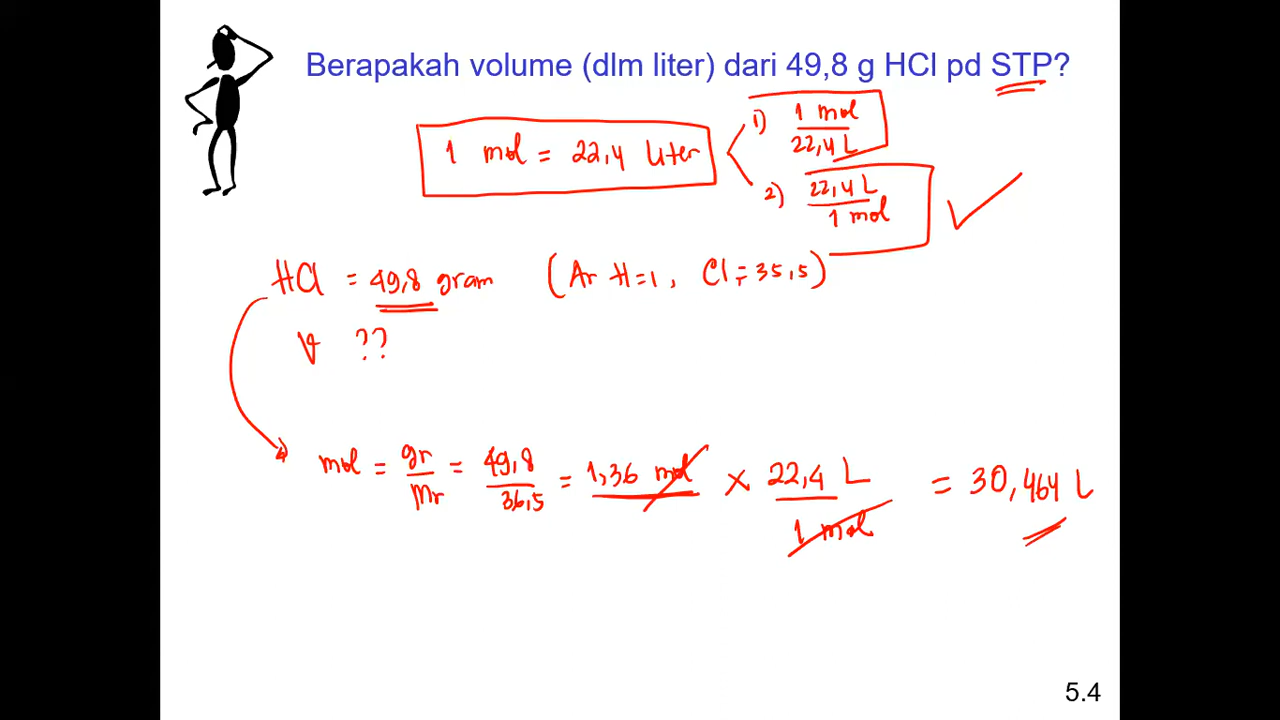 Berapakah volume (dlm liter) dari 49,8 g HCl pd STP?
1 mol = 22,4 Liter
1) 1 mol / 22,4 L
2) 22,4 L / 1 mol
HCl = 49,8 gram (Ar H=1, Cl=35,5)
V ??
mol = gr / Mr = 49,8 / 36,5 = 1,36 mol × 22,4 L / 1 mol = 30,464 L
5.4